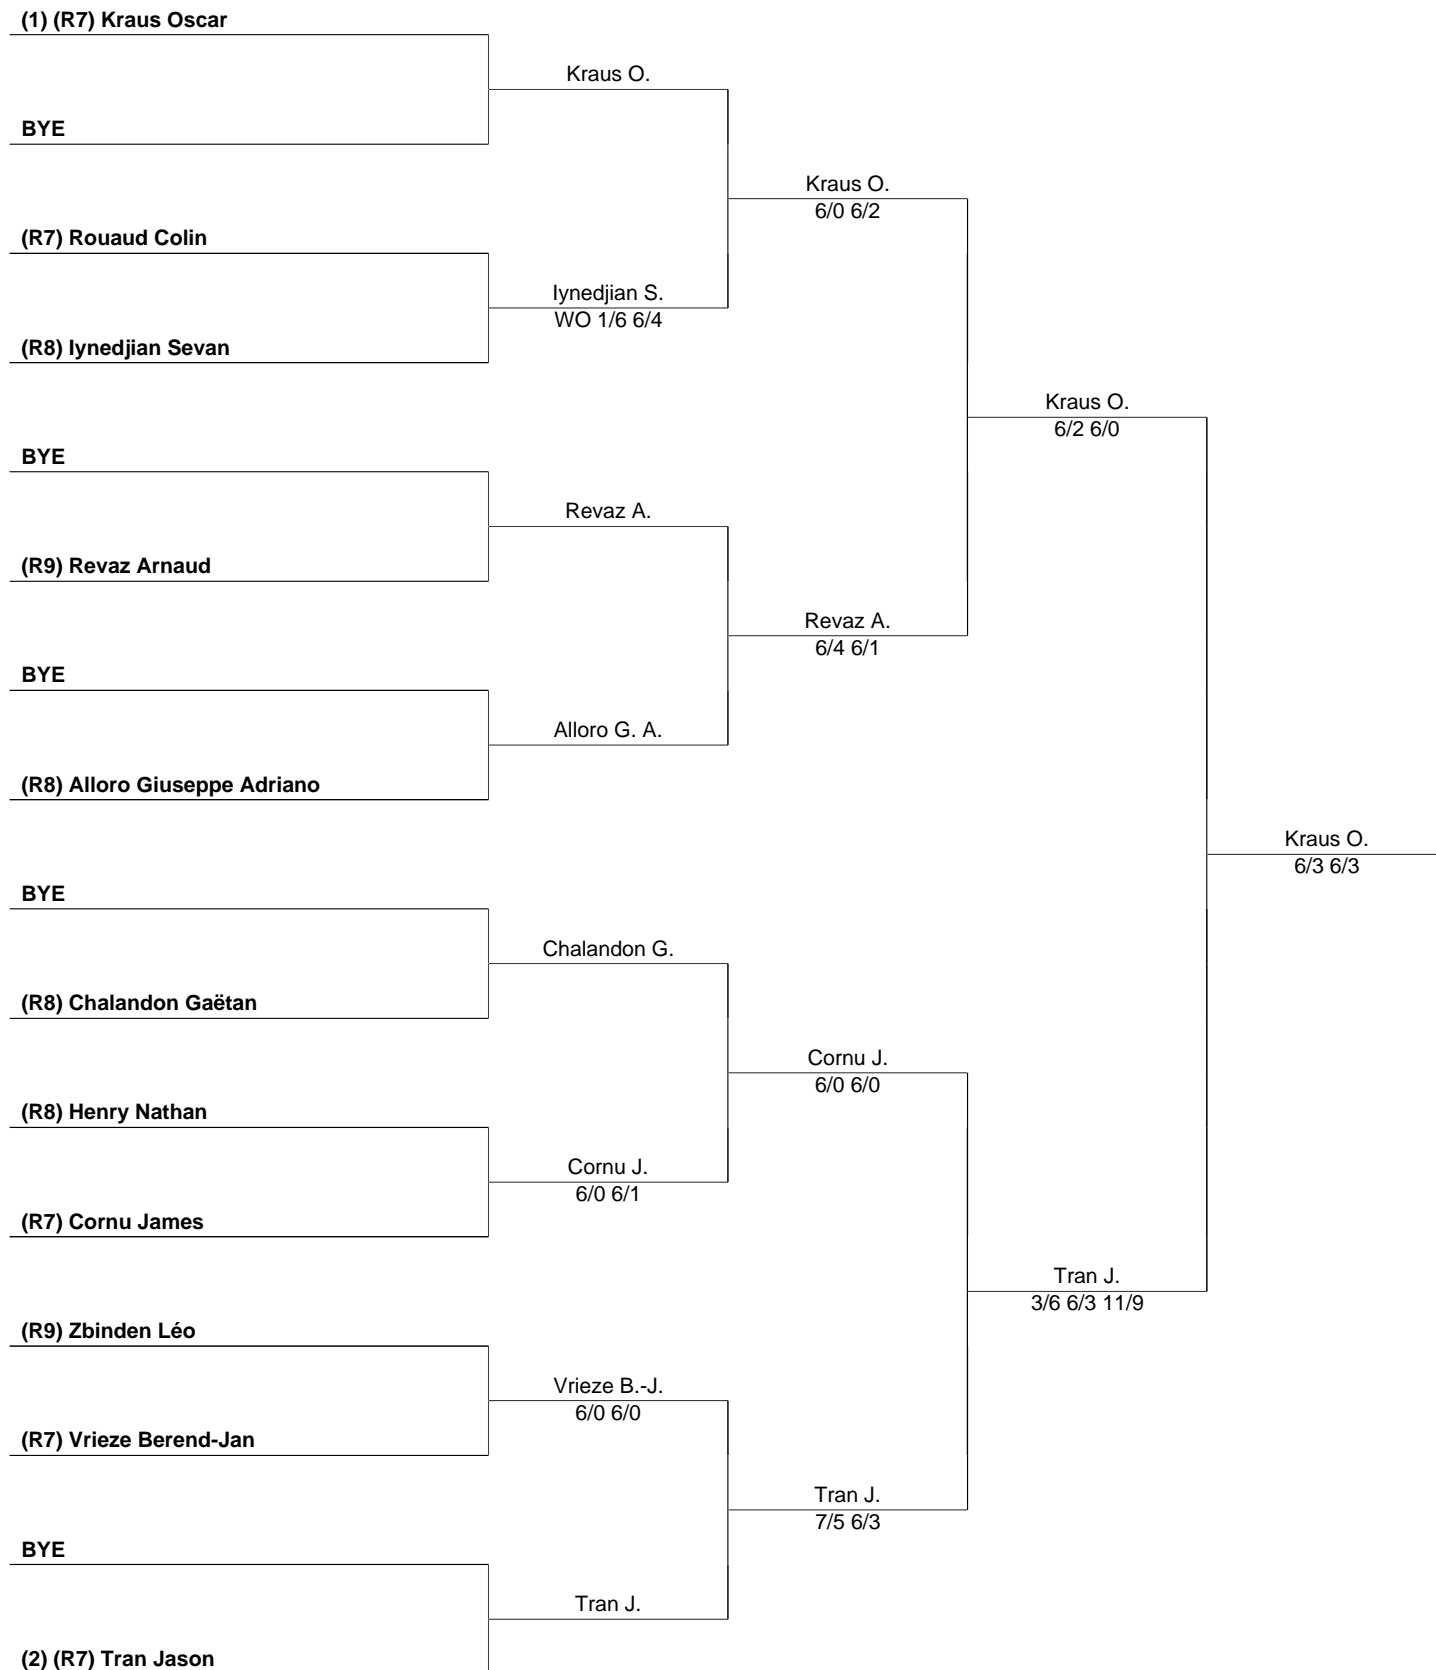 (1) (R7) Kraus Oscar
Kraus O.
BYE
Kraus O.
6/0 6/2
(R7) Rouaud Colin
Iynedjian S.
WO 1/6 6/4
(R8) Iynedjian Sevan
Kraus O.
6/2 6/0
BYE
Revaz A.
(R9) Revaz Arnaud
Revaz A.
6/4 6/1
BYE
Alloro G. A.
(R8) Alloro Giuseppe Adriano
Kraus O.
6/3 6/3
BYE
Chalandon G.
(R8) Chalandon Gaëtan
Cornu J.
6/0 6/0
(R8) Henry Nathan
Cornu J.
6/0 6/1
(R7) Cornu James
Tran J.
3/6 6/3 11/9
(R9) Zbinden Léo
Vrieze B.-J.
6/0 6/0
(R7) Vrieze Berend-Jan
Tran J.
7/5 6/3
BYE
Tran J.
(2) (R7) Tran Jason